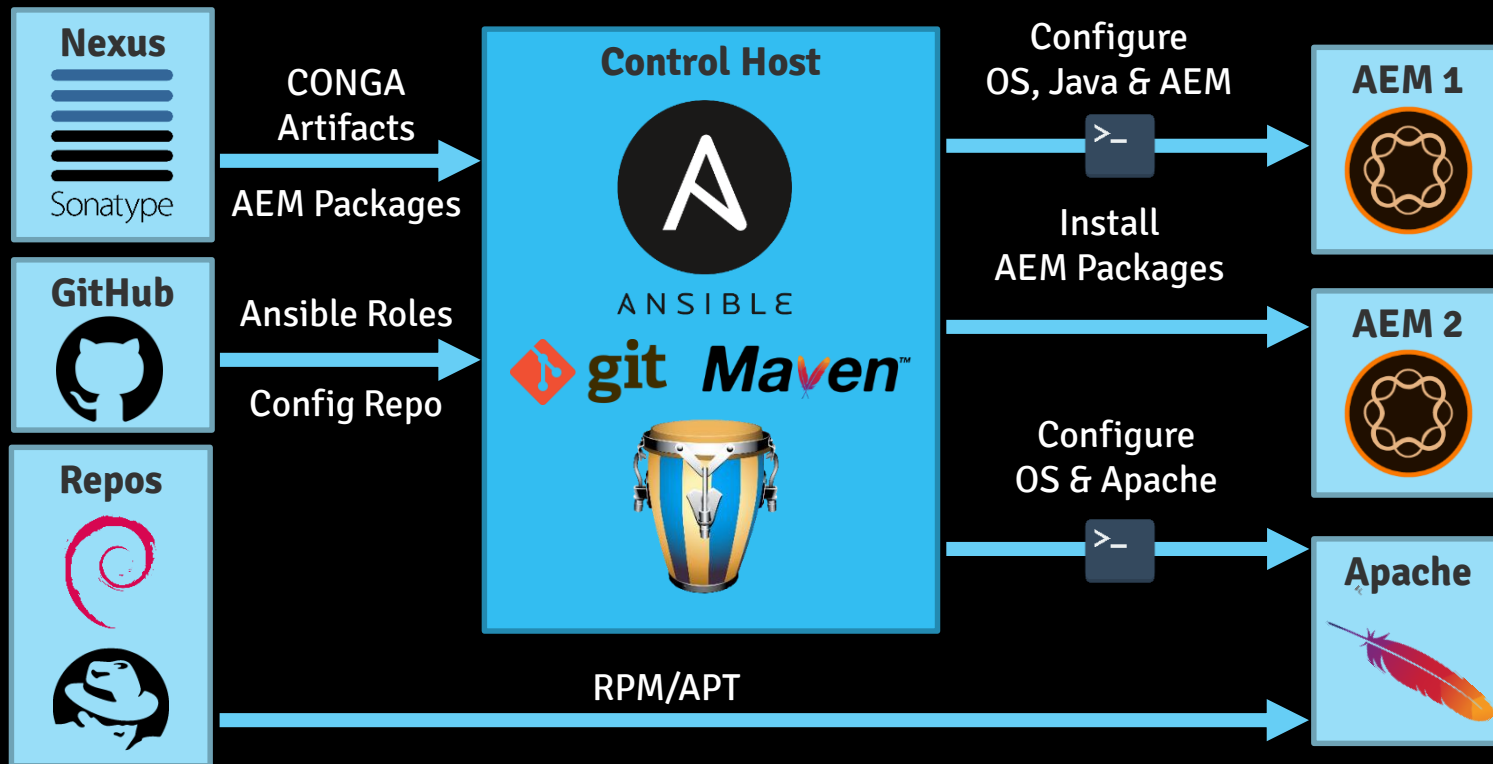 Nexus
Sonatype
CONGA
Artifacts
AEM Packages
GitHub
Ansible Roles
Config Repo
Repos
Control Host
ANSIBLE
git Maven™
Configure
OS, Java & AEM
>_
AEM 1
Install
AEM Packages
AEM 2
Configure
OS & Apache
>_
Apache
RPM/APT